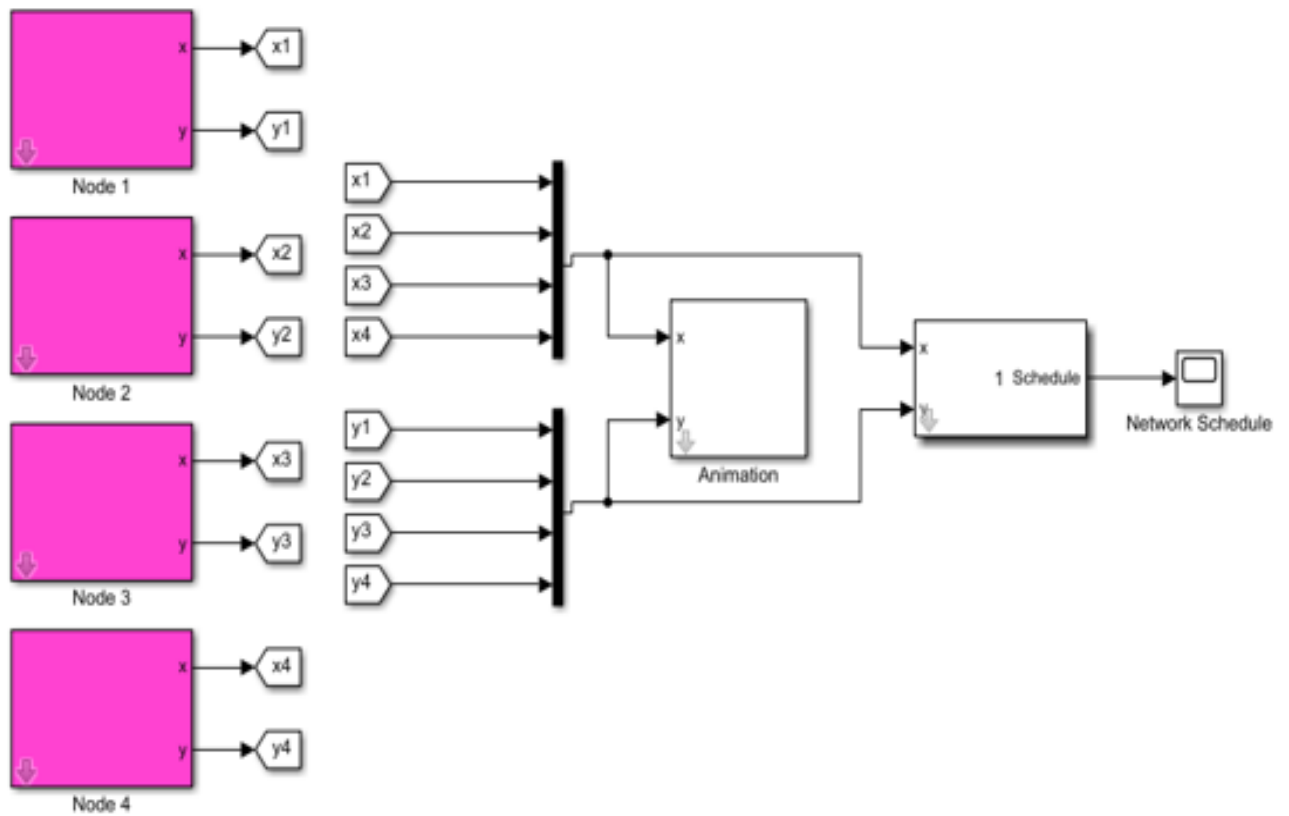 x
x1
y
y1
Node 1
x
x2
y
y2
Node 2
x
x3
y
y3
Node 3
x
x4
y
y4
Node 4
x1
x2
x3
x4
y1
y2
y3
y4
x
y
Animation
x
y
1 Schedule
Network Schedule